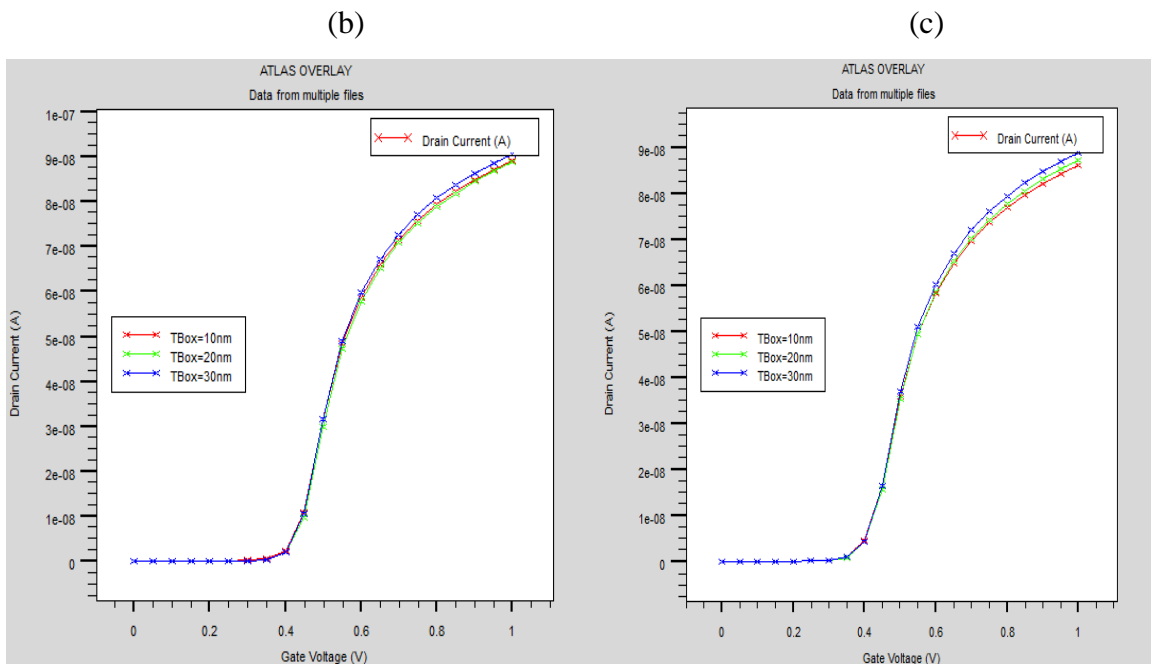 (b)
(c)
ATLAS OVERLAY
Data from multiple files
Drain Current (A)
1e-07
9e-08
8e-08
7e-08
6e-08
5e-08
4e-08
3e-08
2e-08
1e-08
0
TBox=10nm
TBox=20nm
TBox=30nm
Drain Current (A)
0
0.2
0.4
0.6
0.8
1
Gate Voltage (V)
ATLAS OVERLAY
Data from multiple files
Drain Current (A)
9e-08
8e-08
7e-08
6e-08
5e-08
4e-08
3e-08
2e-08
1e-08
0
TBox=10nm
TBox=20nm
TBox=30nm
Drain Current (A)
0
0.2
0.4
0.6
0.8
1
Gate Voltage (V)